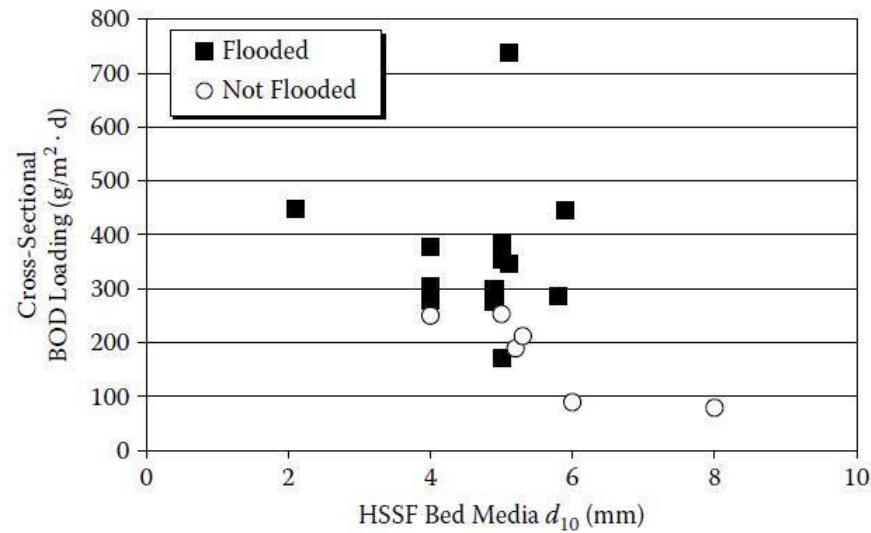 800
700
600
500
400
300
200
100
0
Cross-Sectional
BOD Loading (g/m² · d)
Flooded
Not Flooded
0 2 4 6 8 10
HSSF Bed Media d₁₀ (mm)